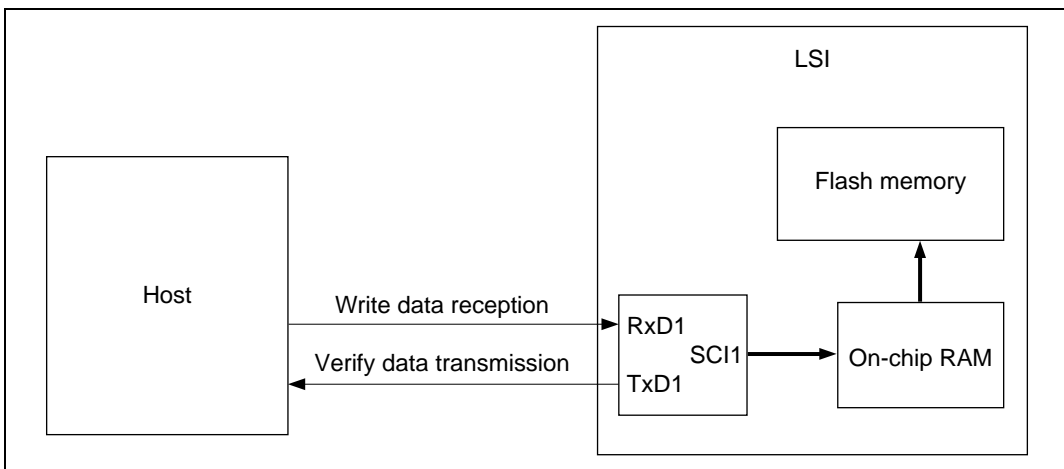 LSI
Flash memory
Host
Write data reception
RxD1
SCI1
On-chip RAM
Verify data transmission
TxD1